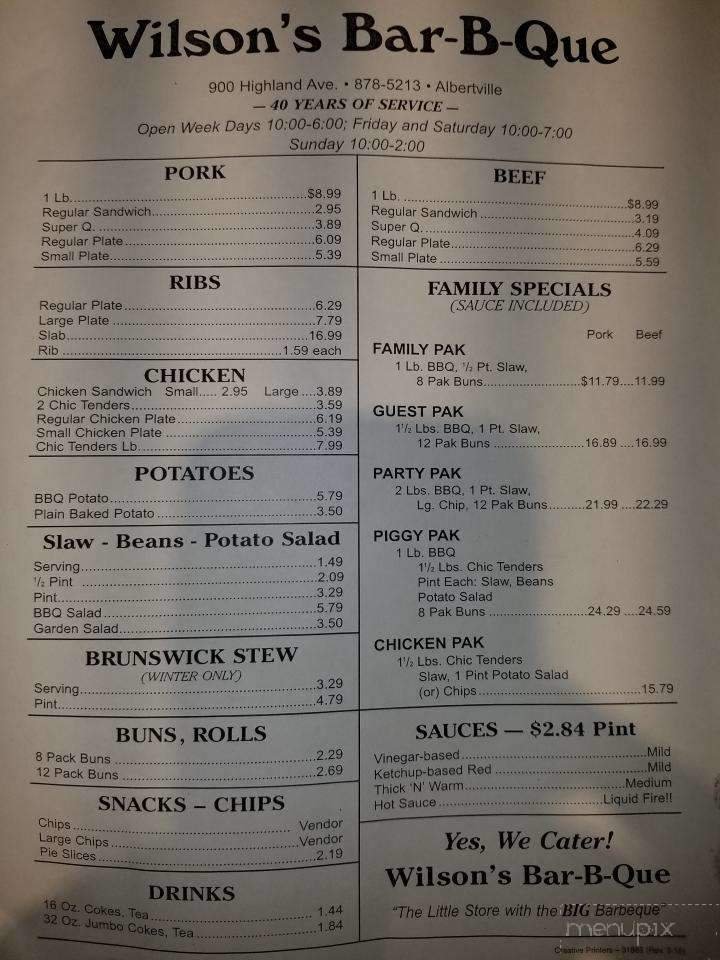 Wilson's Bar-B-Que
900 Highland Ave. • 878-5213 • Albertville
— 40 YEARS OF SERVICE —
Open Week Days 10:00-6:00; Friday and Saturday 10:00-7:00
Sunday 10:00-2:00
PORK
1 Lb. $8.99
Regular Sandwich 2.95
Super Q. 3.89
Regular Plate 6.09
Small Plate 5.39
RIBS
Regular Plate 6.29
Large Plate 7.79
Slab 16.99
Rib 1.59 each
CHICKEN
Chicken Sandwich Small..... 2.95 Large ....3.89
2 Chic Tenders 3.59
Regular Chicken Plate 6.19
Small Chicken Plate 5.39
Chic Tenders Lb. 7.99
POTATOES
BBQ Potato 5.79
Plain Baked Potato 3.50
Slaw - Beans - Potato Salad
Serving 1.49
1/2 Pint 2.09
Pint 3.29
BBQ Salad 5.79
Garden Salad 3.50
BRUNSWICK STEW
(WINTER ONLY)
Serving 3.29
Pint 4.79
BUNS, ROLLS
8 Pack Buns 2.29
12 Pack Buns 2.69
SNACKS – CHIPS
Chips Vendor
Large Chips Vendor
Pie Slices 2.19
DRINKS
16 Oz. Cokes, Tea 1.44
32 Oz. Jumbo Cokes, Tea 1.84
BEEF
1 Lb. $8.99
Regular Sandwich 3.19
Super Q. 4.09
Regular Plate 6.29
Small Plate 5.59
FAMILY SPECIALS
(SAUCE INCLUDED)
Pork Beef
FAMILY PAK
1 Lb. BBQ, 1/2 Pt. Slaw,
8 Pak Buns $11.79....11.99
GUEST PAK
11/2 Lbs. BBQ, 1 Pt. Slaw,
12 Pak Buns 16.89 ....16.99
PARTY PAK
2 Lbs. BBQ, 1 Pt. Slaw,
Lg. Chip, 12 Pak Buns 21.99 ....22.29
PIGGY PAK
1 Lb. BBQ
11/2 Lbs. Chic Tenders
Pint Each: Slaw, Beans
Potato Salad
8 Pak Buns 24.29 ....24.59
CHICKEN PAK
11/2 Lbs. Chic Tenders
Slaw, 1 Pint Potato Salad
(or) Chips 15.79
SAUCES — $2.84 Pint
Vinegar-based Mild
Ketchup-based Red Mild
Thick 'N' Warm Medium
Hot Sauce Liquid Fire!!
Yes, We Cater!
Wilson's Bar-B-Que
"The Little Store with the BIG Barbeque"
menupix
Creative Printers –